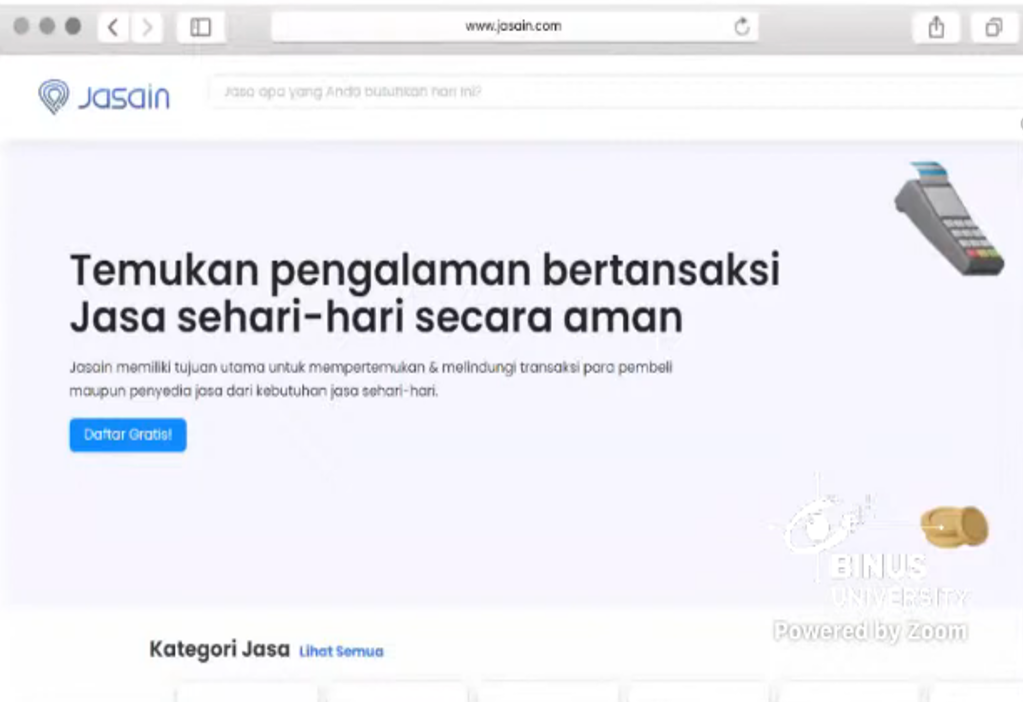 www.jasain.com
Jasain
Jasa apa yang Anda butuhkan hari ini?
Temukan pengalaman bertansaksi
Jasa sehari-hari secara aman
Jasain memiliki tujuan utama untuk mempertemukan & melindungi transaksi para pembeli
maupun penyedia jasa dari kebutuhan jasa sehari-hari.
Daftar Gratis!
BINUS
UNIVERSITY
Powered by Zoom
Kategori Jasa Lihat Semua